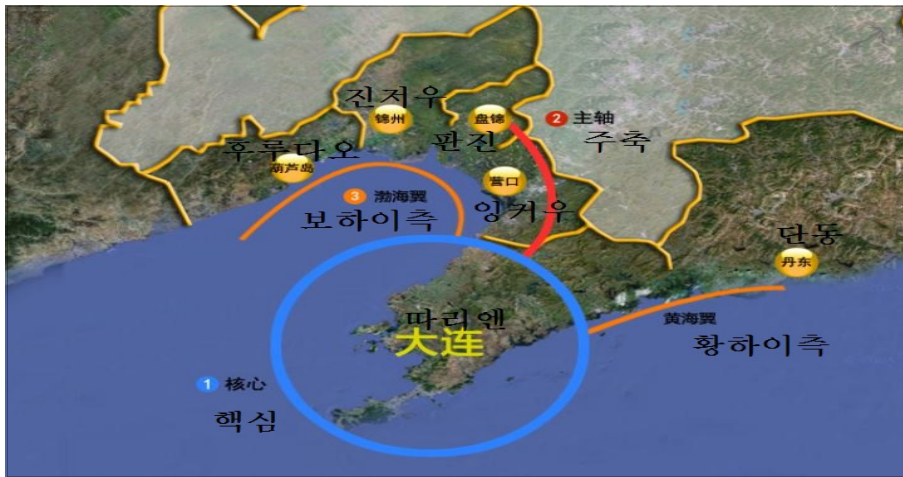 진저우
锦州
盘锦
판진
2 主轴
주축
후루다오
葫芦岛
3 渤海翼
보하이측
营口
잉커우
단동
丹东
따리엔
大连
黄海翼
황하이측
1 核心
핵심